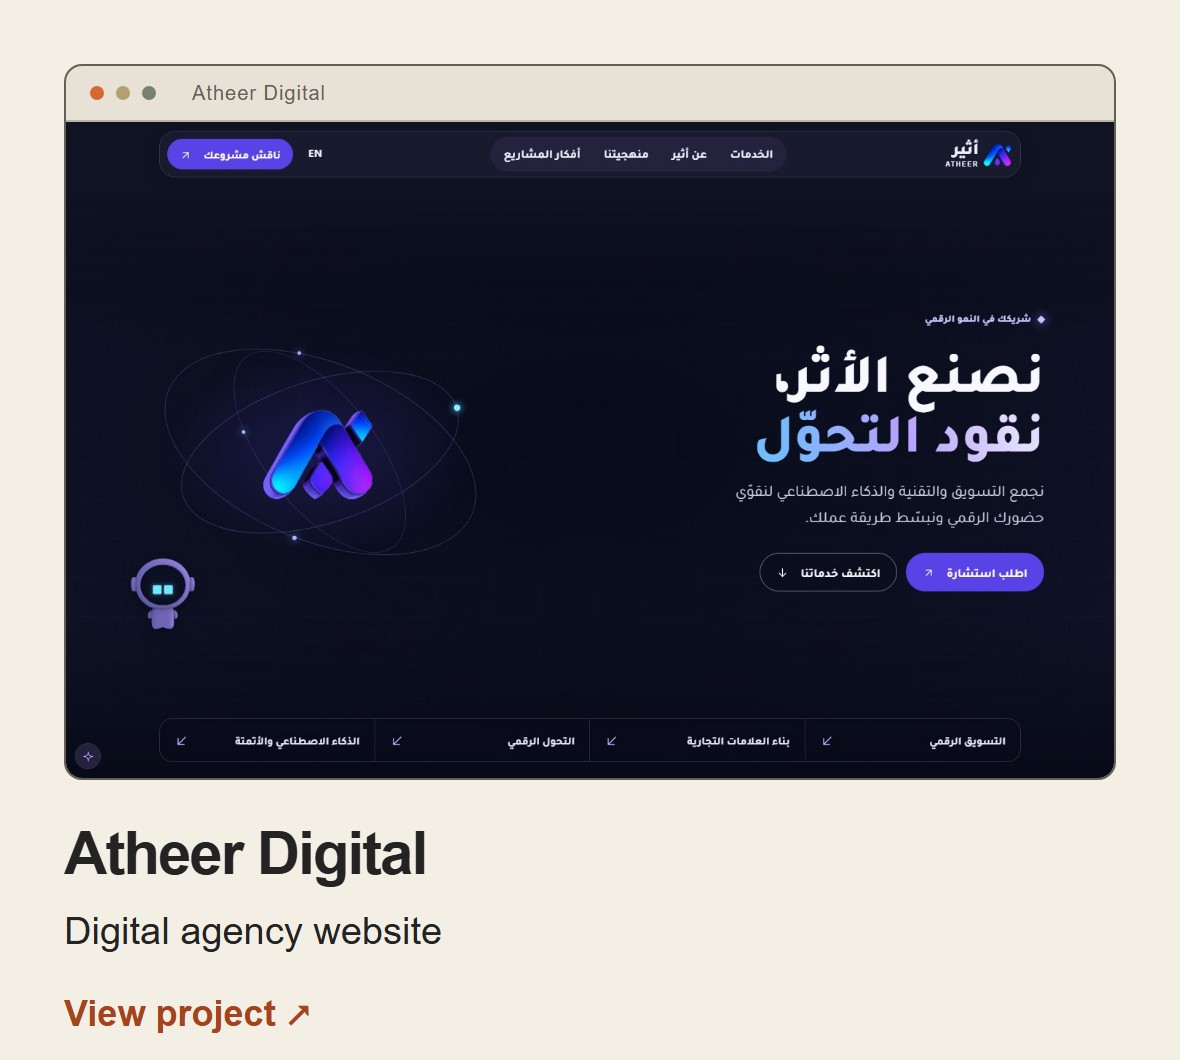 Atheer Digital
أثير
ATHEER
الخدمات
عن أثير
منهجيتنا
أفكار المشاريع
EN
ناقش مشروعك
شريكك في النمو الرقمي
نصنع الأثر،
نقود التحوّل
نجمع التسويق والتقنية والذكاء الاصطناعي لنقوّي
حضورك الرقمي ونبسّط طريقة عملك.
اطلب استشارة
اكتشف خدماتنا
التسويق الرقمي
بناء العلامات التجارية
التحول الرقمي
الذكاء الاصطناعي والأتمتة
Atheer Digital
Digital agency website
View project ↗